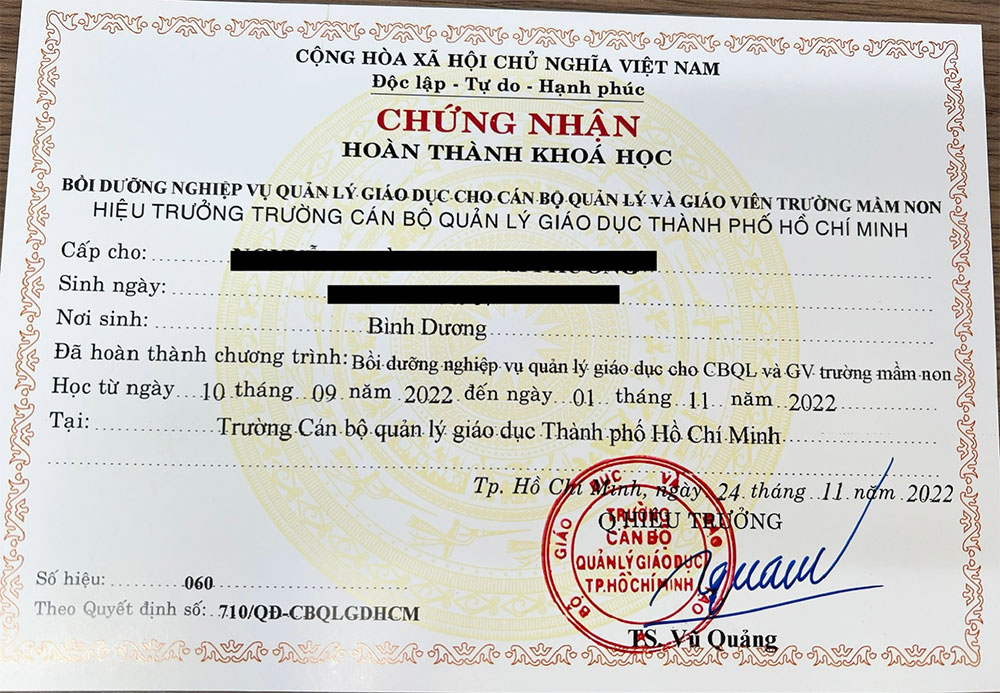 CỘNG HÒA XÃ HỘI CHỦ NGHĨA VIỆT NAM
Độc lập - Tự do - Hạnh phúc
CHỨNG NHẬN
HOÀN THÀNH KHOÁ HỌC
BỒI DƯỠNG NGHIỆP VỤ QUẢN LÝ GIÁO DỤC CHO CÁN BỘ QUẢN LÝ VÀ GIÁO VIÊN TRƯỜNG MẦM NON
HIỆU TRƯỞNG TRƯỜNG CÁN BỘ QUẢN LÝ GIÁO DỤC THÀNH PHỐ HỒ CHÍ MINH
Cấp cho:
Sinh ngày:
Nơi sinh: Bình Dương
Đã hoàn thành chương trình: Bồi dưỡng nghiệp vụ quản lý giáo dục cho CBQL và GV trường mầm non
Học từ ngày 10 tháng 09 năm 2022 đến ngày 01 tháng 11 năm 2022
Tại: Trường Cán bộ quản lý giáo dục Thành phố Hồ Chí Minh
Tp. Hồ Chí Minh, ngày 24 tháng 11 năm 2022
Q HIỆU TRƯỞNG
BỘ GIÁO DỤC VÀ ĐÀO TẠO
TRƯỜNG
CÁN BỘ
QUẢN LÝ GIÁO DỤC
TP. HỒ CHÍ MINH
TS. Vũ Quảng
Số hiệu: 060
Theo Quyết định số: 710/QĐ-CBQLGDHCM